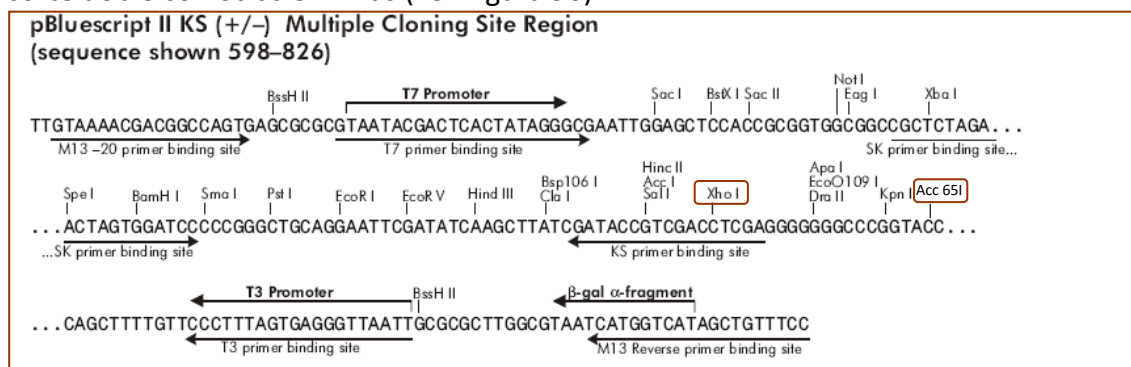 pBluescript II KS (+/–) Multiple Cloning Site Region
(sequence shown 598–826)
Not I
BssH II T7 Promoter Sac I BstX I Sac II Eag I Xba I
TTGTAAAACGACGGCCAGTGAGCGCGCGTAATACGACTCACTATAGGGCGAATTGGAGCTCCACCGCGGTGGCGGCCGCTCTAGA...
M13 –20 primer binding site T7 primer binding site SK primer binding site...
Hinc II Apa I
Bsp106 I Acc I EcoO109 I
Spe I BamH I Sma I Pst I EcoR I EcoR V Hind III Cla I Sal I Xho I Dra II Kpn I Acc 65I
...ACTAGTGGATCCCCCGGGCTGCAGGAATTCGATATCAAGCTTATCGATACCGTCGACCTCGAGGGGGGGCCCGGTACC...
...SK primer binding site KS primer binding site
T3 Promoter BssH II β-gal α-fragment
...CAGCTTTTGTTCCCTTTAGTGAGGGTTAATTGCGCGCTTGGCGTAATCATGGTCATAGCTGTTTCC
T3 primer binding site M13 Reverse primer binding site